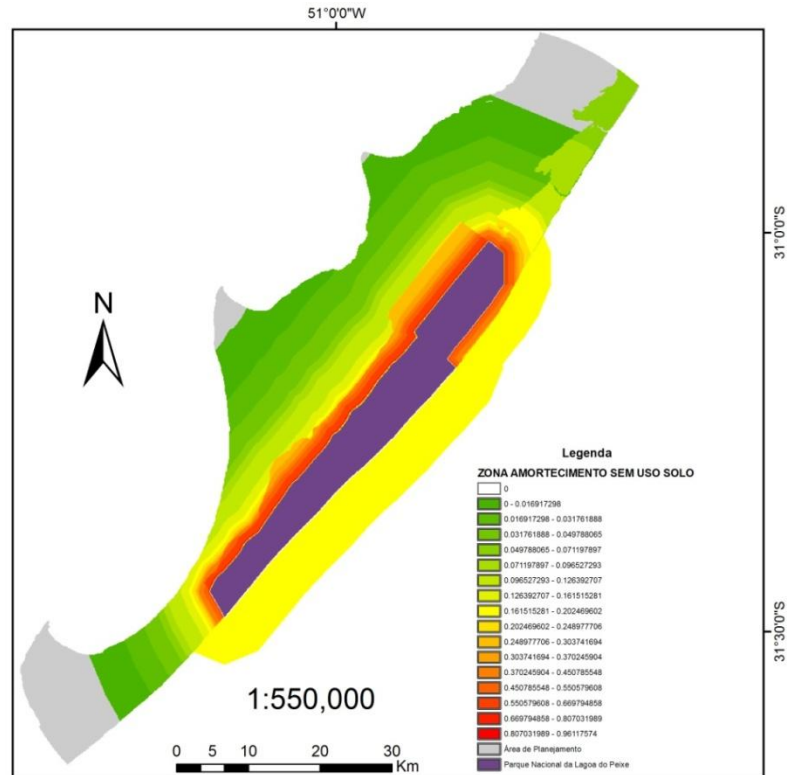 51°0'0"W
31°0'0"S
N
31°30'0"S
1:550,000
0 5 10 20 30
Km
Legenda
ZONA AMORTECIMENTO SEM USO SOLO
0
0 - 0.016917298
0.016917298 - 0.031761888
0.031761888 - 0.049788065
0.049788065 - 0.071197897
0.071197897 - 0.096527293
0.096527293 - 0.126392707
0.126392707 - 0.161515281
0.161515281 - 0.202469602
0.202469602 - 0.248977706
0.248977706 - 0.303741694
0.303741694 - 0.370245904
0.370245904 - 0.450785548
0.450785548 - 0.550579608
0.550579608 - 0.669794858
0.669794858 - 0.807031989
0.807031989 - 0.96117574
Área de Planejamento
Parque Nacional da Lagoa do Peixe